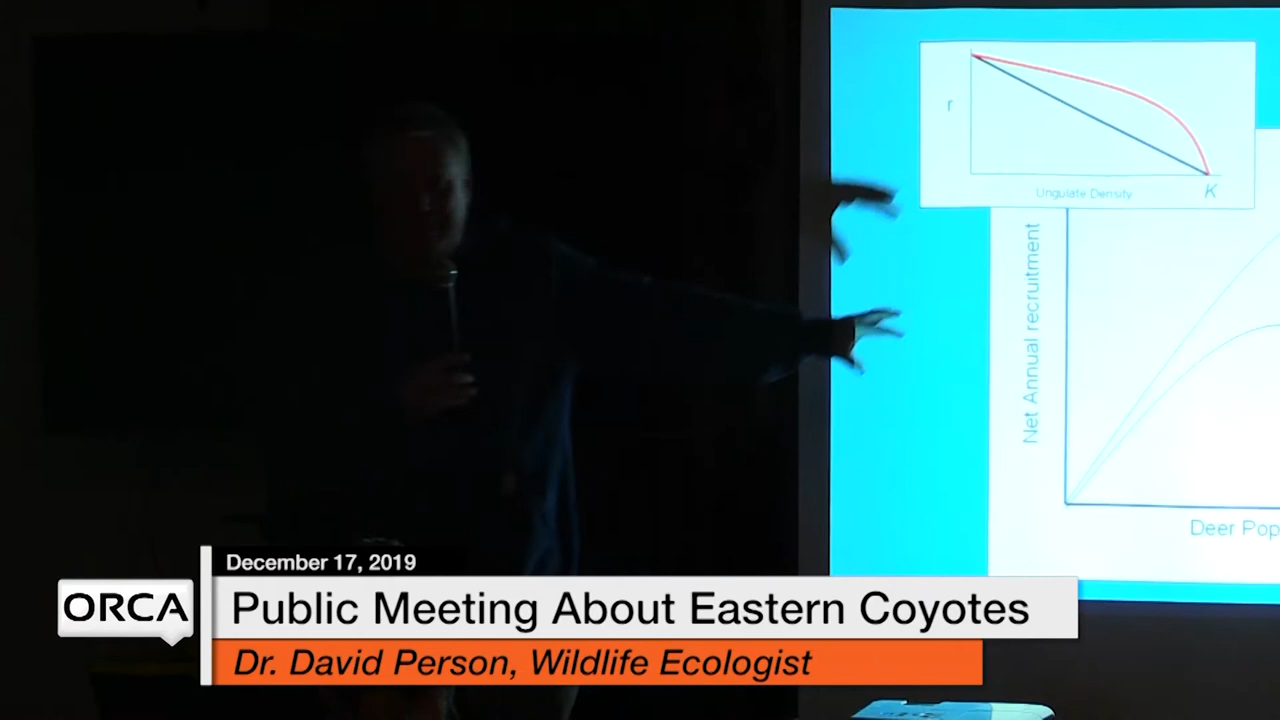 r
Ungulate Density
K
Net Annual recruitment
Deer Pop
December 17, 2019
ORCA
Public Meeting About Eastern Coyotes
Dr. David Person, Wildlife Ecologist